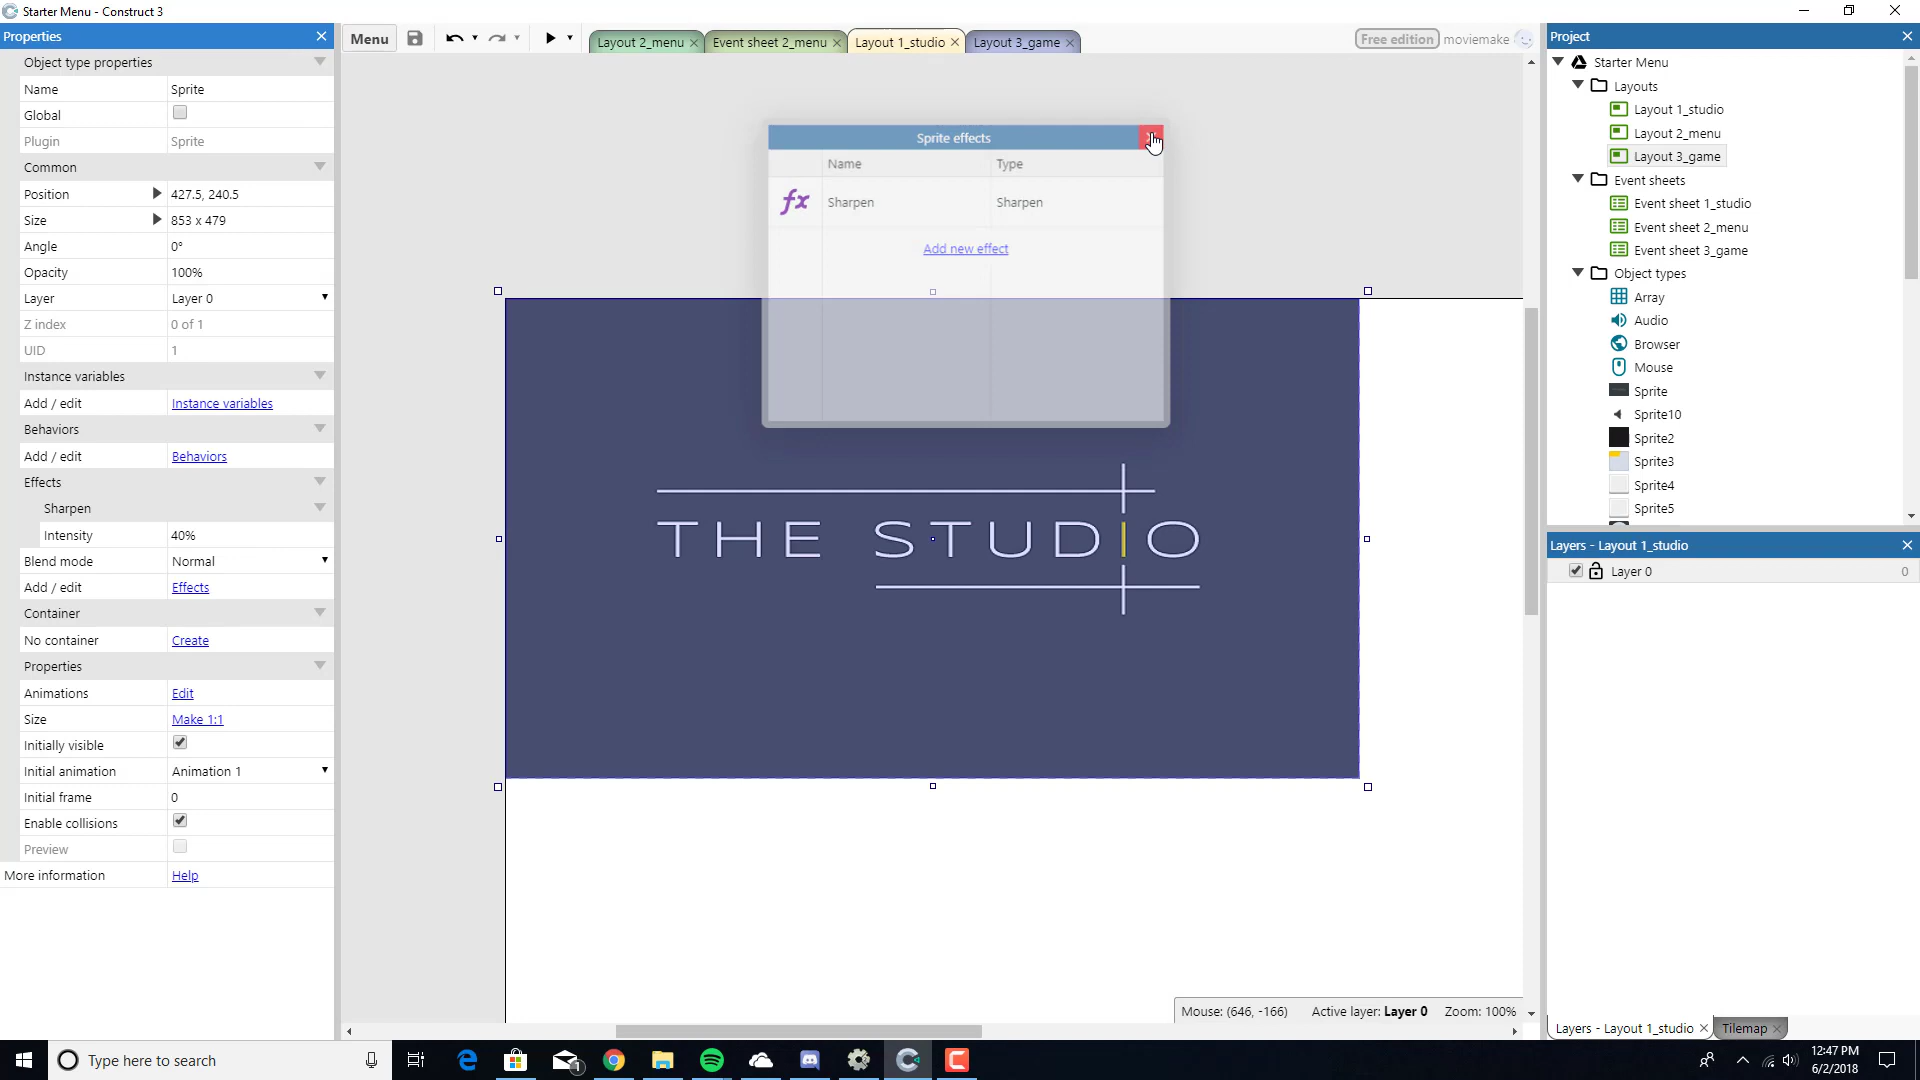 Starter Menu - Construct 3
Properties
Object type properties
Name Sprite
Global
Plugin Sprite
Common
Position 427.5, 240.5
Size 853 x 479
Angle 0°
Opacity 100%
Layer Layer 0
Z index 0 of 1
UID 1
Instance variables
Add / edit Instance variables
Behaviors
Add / edit Behaviors
Effects
Sharpen
Intensity 40%
Blend mode Normal
Add / edit Effects
Container
No container Create
Properties
Animations Edit
Size Make 1:1
Initially visible
Initial animation Animation 1
Initial frame 0
Enable collisions
Preview
More information Help
Menu
Layout 2_menu
Event sheet 2_menu
Layout 1_studio
Layout 3_game
Free edition moviemake
Sprite effects
Name Type
fx Sharpen Sharpen
Add new effect
THE STUDIO
Mouse: (646, -166) Active layer: Layer 0 Zoom: 100%
Project
Starter Menu
Layouts
Layout 1_studio
Layout 2_menu
Layout 3_game
Event sheets
Event sheet 1_studio
Event sheet 2_menu
Event sheet 3_game
Object types
Array
Audio
Browser
Mouse
Sprite
Sprite10
Sprite2
Sprite3
Sprite4
Sprite5
Layers - Layout 1_studio
Layer 0 0
Layers - Layout 1_studio Tilemap
Type here to search
1
12:47 PM
6/2/2018